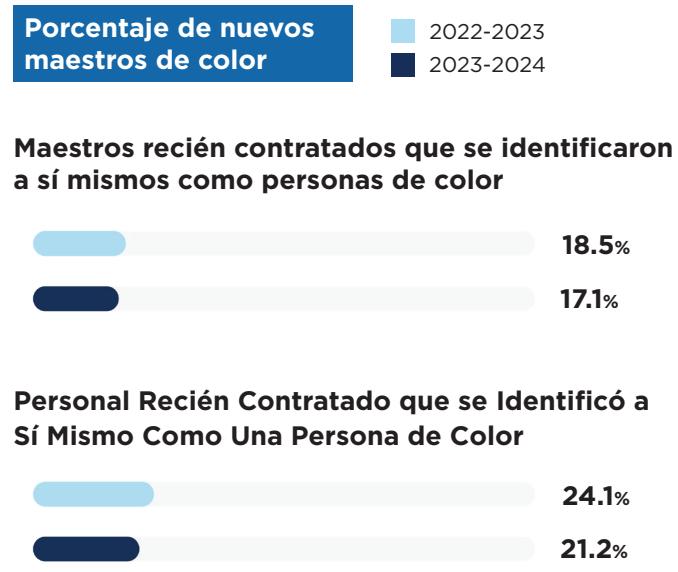 Porcentaje de nuevos
maestros de color
2022-2023
2023-2024
Maestros recién contratados que se identificaron
a sí mismos como personas de color
18.5%
17.1%
Personal Recién Contratado que se Identificó a
Sí Mismo Como Una Persona de Color
24.1%
21.2%